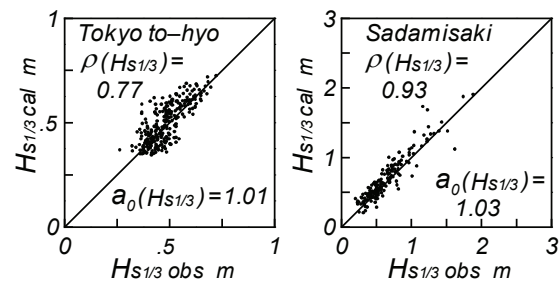 Tokyo to–hyo
ρ(Hs1/3)=
0.77
a0(Hs1/3)=1.01
Hs1/3 cal m
1
.5
0
0
.5
1
Hs1/3 obs m
Sadamisaki
ρ(Hs1/3)=
0.93
a0(Hs1/3)=
1.03
Hs1/3 cal m
3
2
1
0
0
1
2
3
Hs1/3 obs m